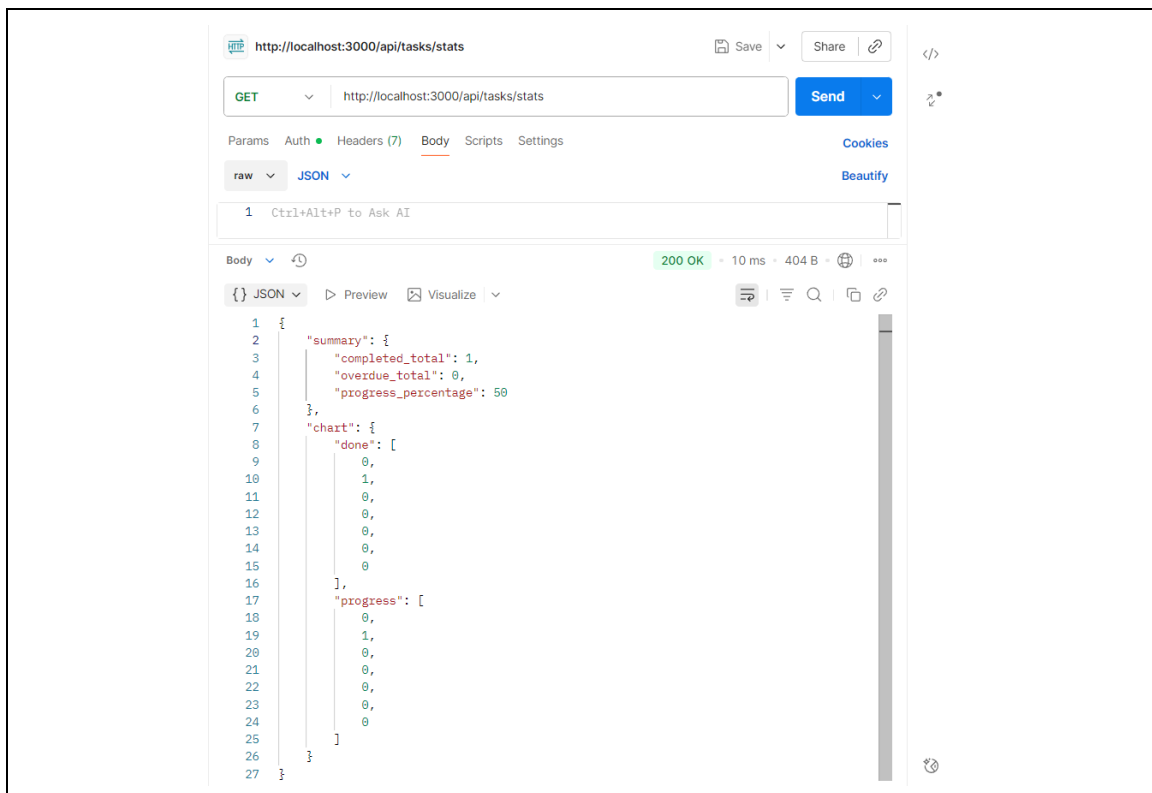 HTTP http://localhost:3000/api/tasks/stats Save Share
GET http://localhost:3000/api/tasks/stats Send
Params Auth Headers (7) Body Scripts Settings Cookies
raw JSON Beautify
1 Ctrl+Alt+P to Ask AI
Body 200 OK • 10 ms • 404 B •
{} JSON Preview Visualize
1 {
2 "summary": {
3 "completed_total": 1,
4 "overdue_total": 0,
5 "progress_percentage": 50
6 },
7 "chart": {
8 "done": [
9 0,
10 1,
11 0,
12 0,
13 0,
14 0,
15 0
16 ],
17 "progress": [
18 0,
19 1,
20 0,
21 0,
22 0,
23 0,
24 0
25 ]
26 }
27 }